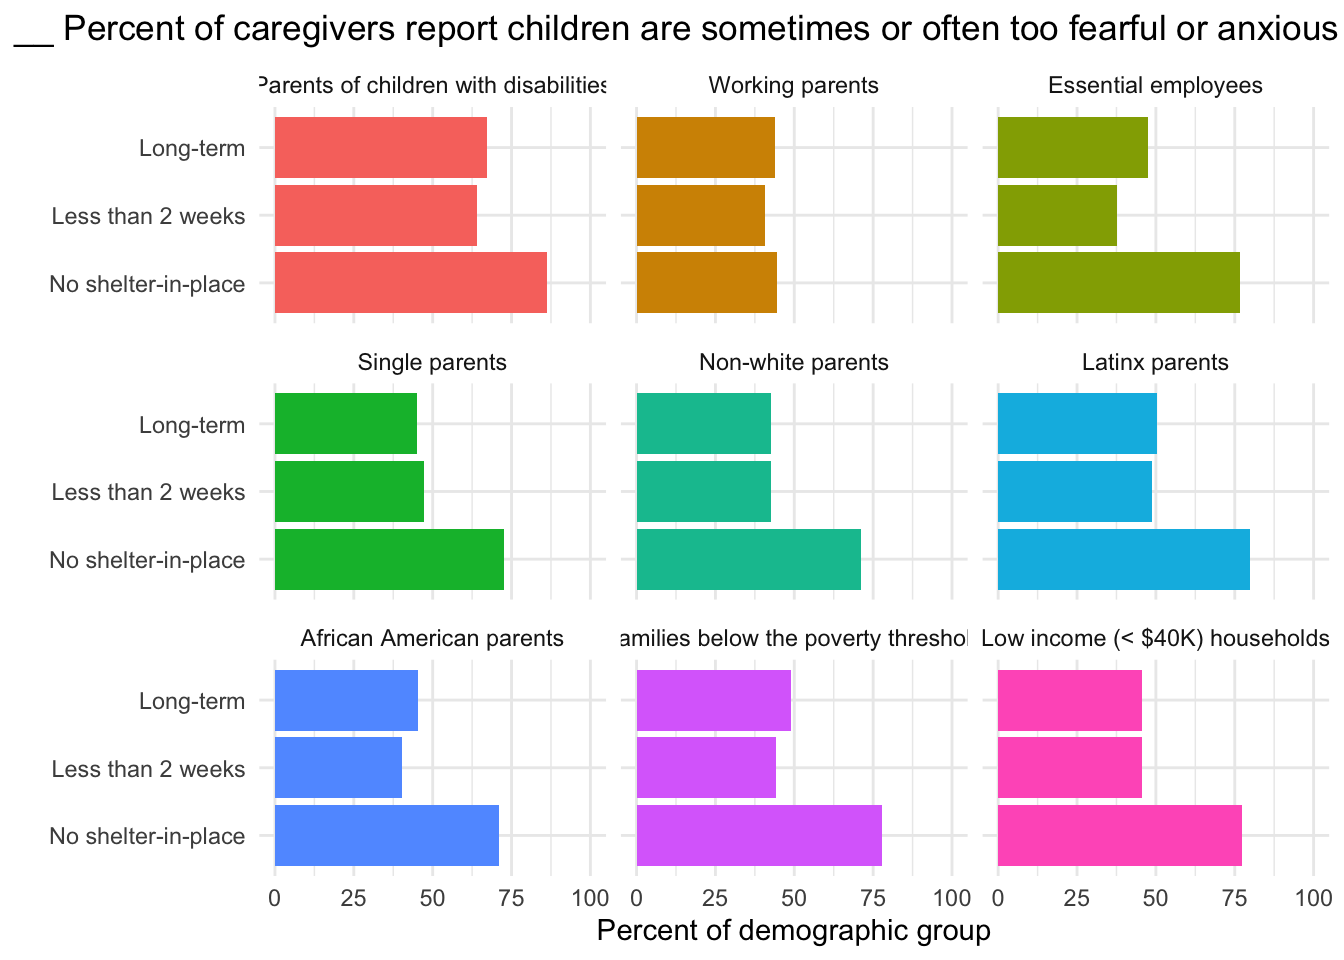 __ Percent of caregivers report children are sometimes or often too fearful or anxious
Parents of children with disabilities
Working parents
Essential employees
Long-term
Less than 2 weeks
No shelter-in-place
Single parents
Non-white parents
Latinx parents
Long-term
Less than 2 weeks
No shelter-in-place
African American parents
amilies below the poverty threshol
Low income (< $40K) households
Long-term
Less than 2 weeks
No shelter-in-place
0 25 50 75 100 0 25 50 75 100 0 25 50 75 100
Percent of demographic group